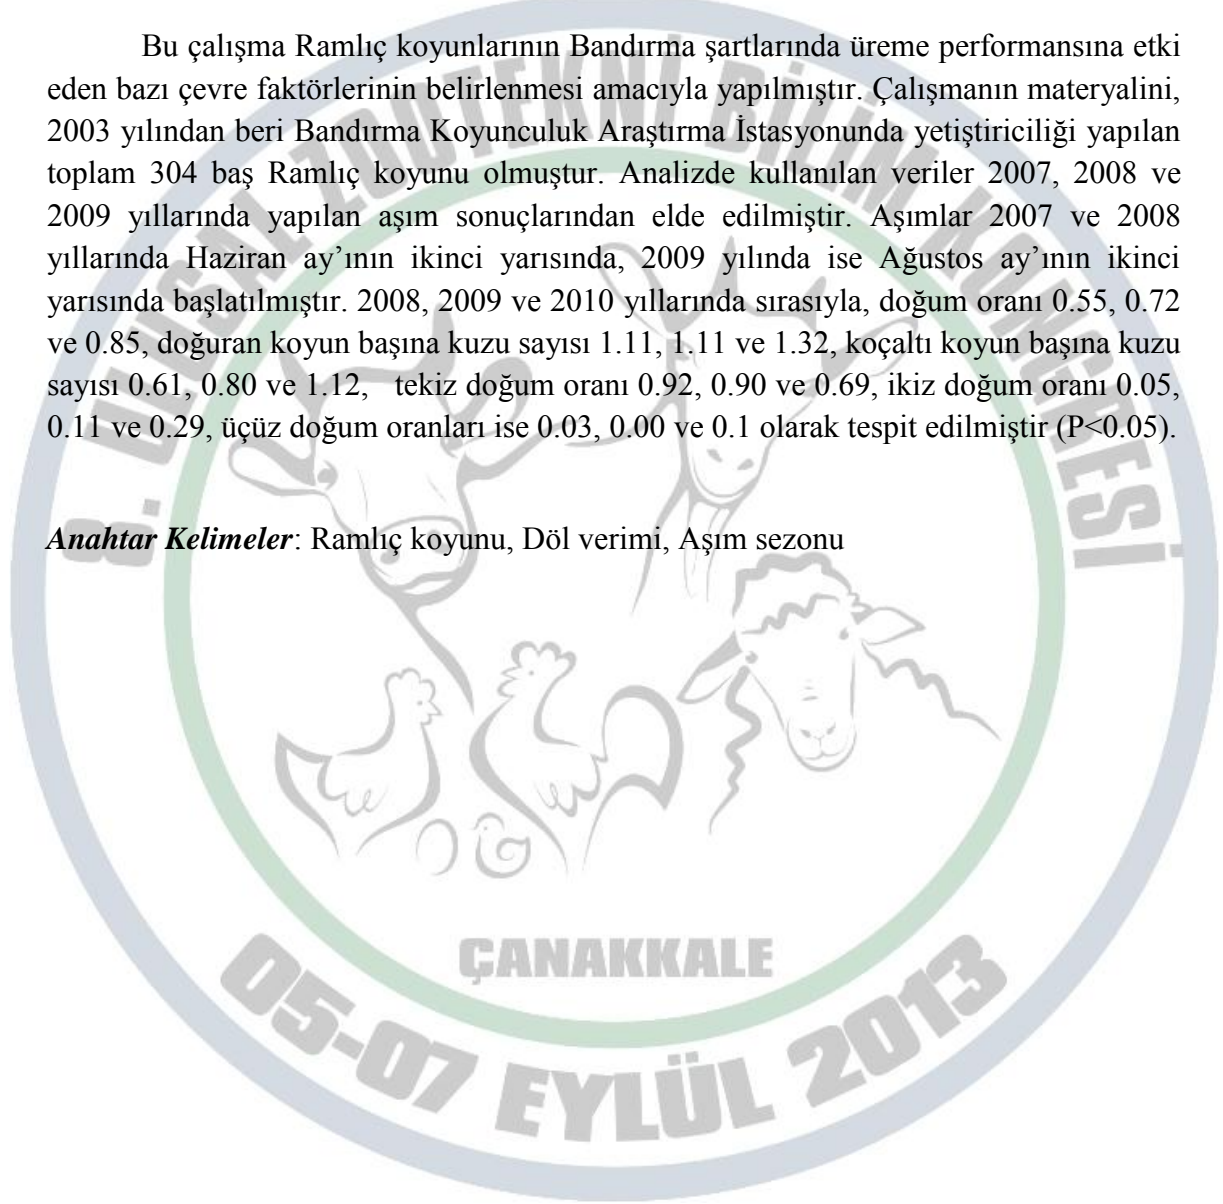 Bu çalışma Ramlıç koyunlarının Bandırma şartlarında üreme performansına etki
eden bazı çevre faktörlerinin belirlenmesi amacıyla yapılmıştır. Çalışmanın materyalini,
2003 yılından beri Bandırma Koyunculuk Araştırma İstasyonunda yetiştiriciliği yapılan
toplam 304 baş Ramlıç koyunu olmuştur. Analizde kullanılan veriler 2007, 2008 ve
2009 yıllarında yapılan aşım sonuçlarından elde edilmiştir. Aşımlar 2007 ve 2008
yıllarında Haziran ay’ının ikinci yarısında, 2009 yılında ise Ağustos ay’ının ikinci
yarısında başlatılmıştır. 2008, 2009 ve 2010 yıllarında sırasıyla, doğum oranı 0.55, 0.72
ve 0.85, doğuran koyun başına kuzu sayısı 1.11, 1.11 ve 1.32, koçaltı koyun başına kuzu
sayısı 0.61, 0.80 ve 1.12, tekiz doğum oranı 0.92, 0.90 ve 0.69, ikiz doğum oranı 0.05,
0.11 ve 0.29, üçüz doğum oranları ise 0.03, 0.00 ve 0.1 olarak tespit edilmiştir (P<0.05).
Anahtar Kelimeler: Ramlıç koyunu, Döl verimi, Aşım sezonu
8. ULUSAL ZOOTEKNİ BİLİM KONGRESİ
ÇANAKKALE
05-07 EYLÜL 2013